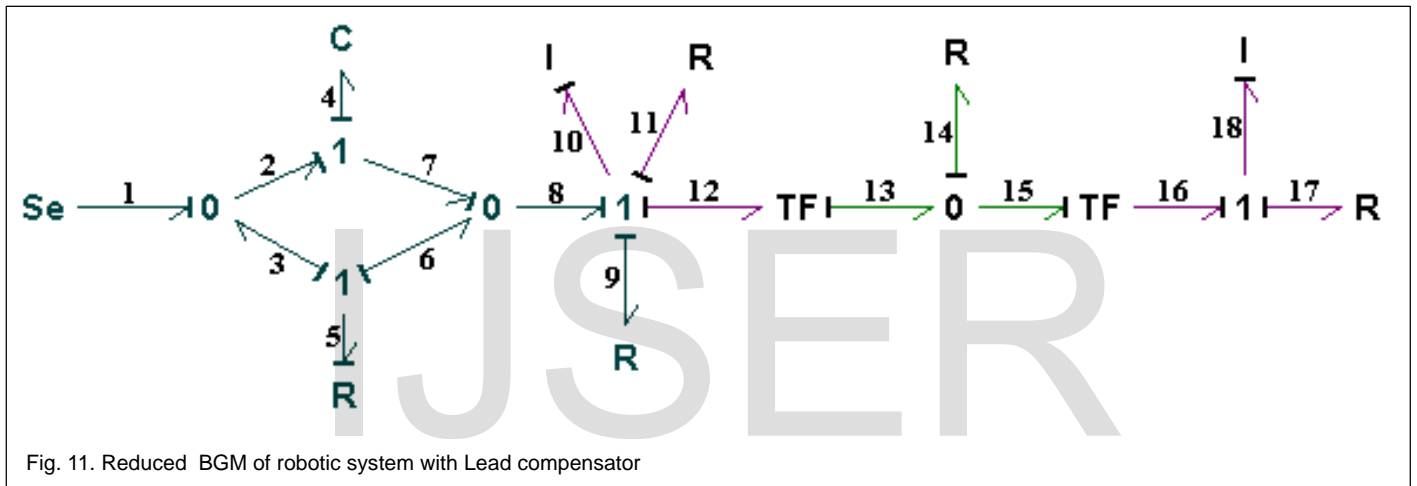 C
I
R
R
I
4
10
11
14
18
1
2
7
Se
1
0
0
8
1
12
TF
13
0
15
TF
16
1
17
R
3
6
1
9
5
R
R
IJSER
Fig. 11. Reduced BGM of robotic system with Lead compensator